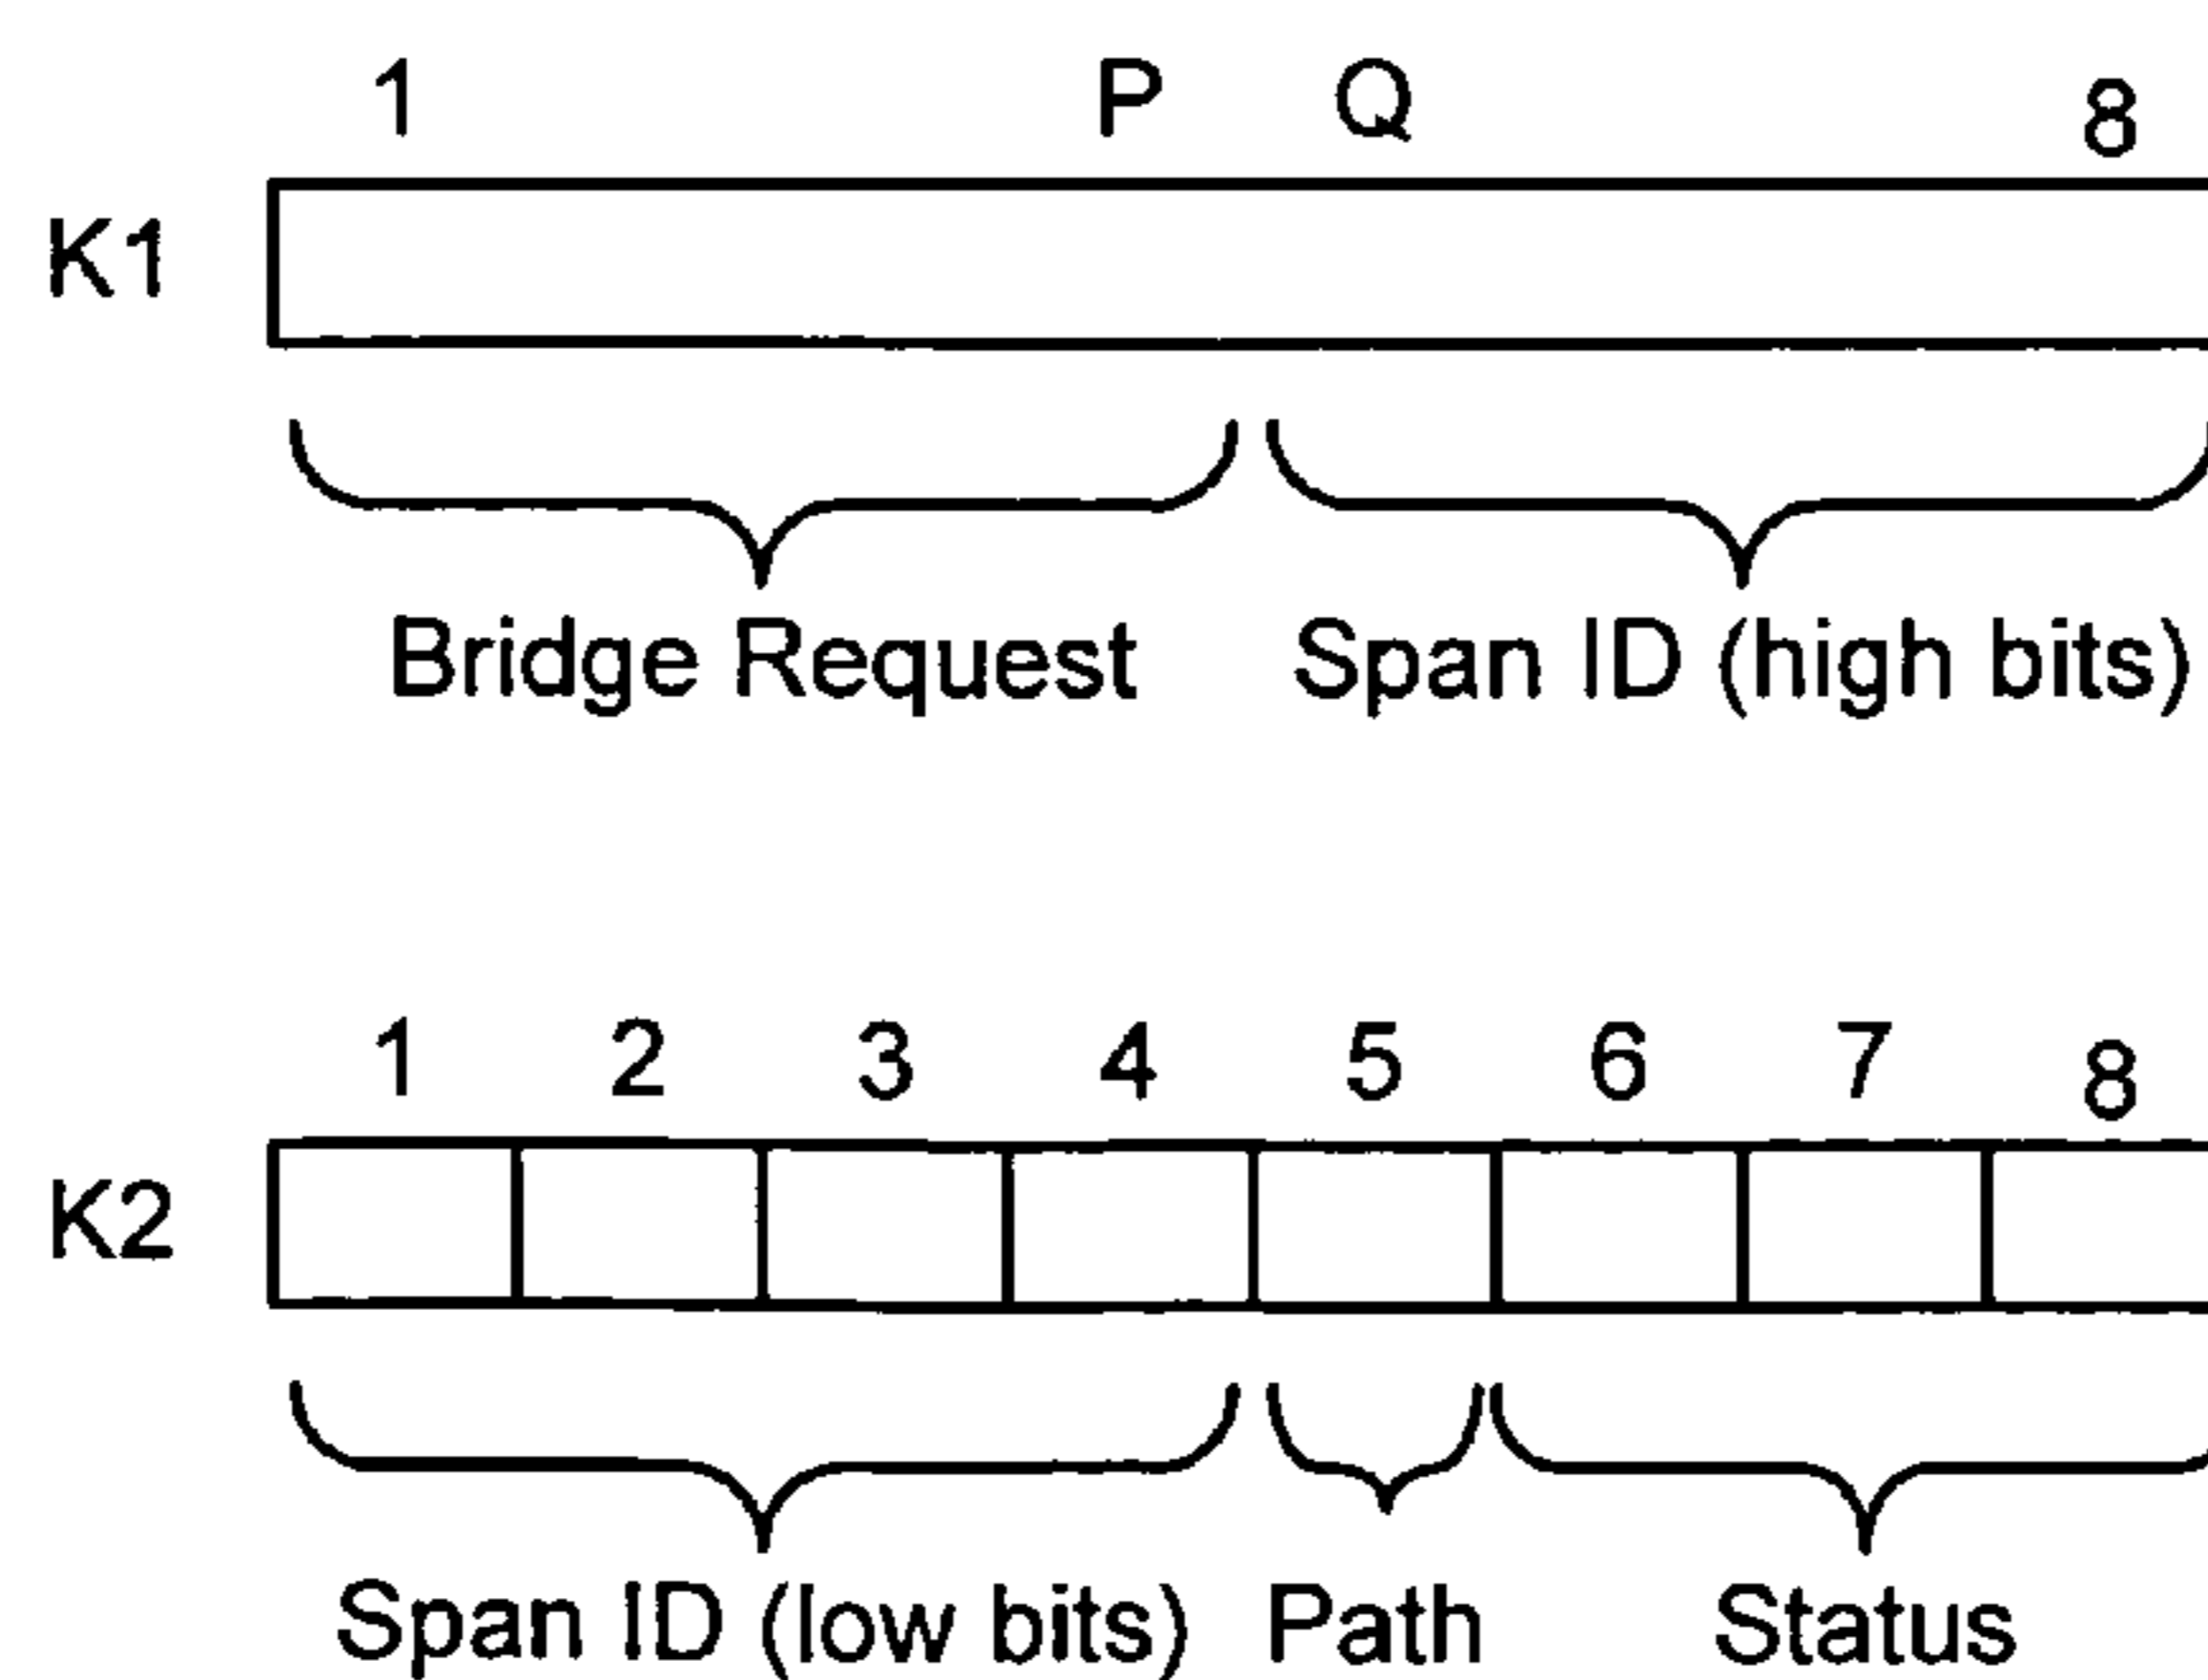 1 P Q 8
K1
Bridge Request Span ID (high bits)
1 2 3 4 5 6 7 8
K2
Span ID (low bits) Path Status